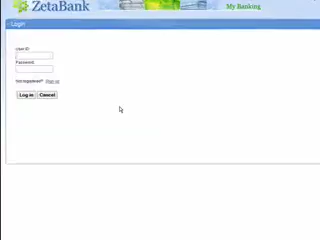 ZetaBank
My Banking
Login
User ID:
Password:
Not registered? Sign up
Log in Cancel